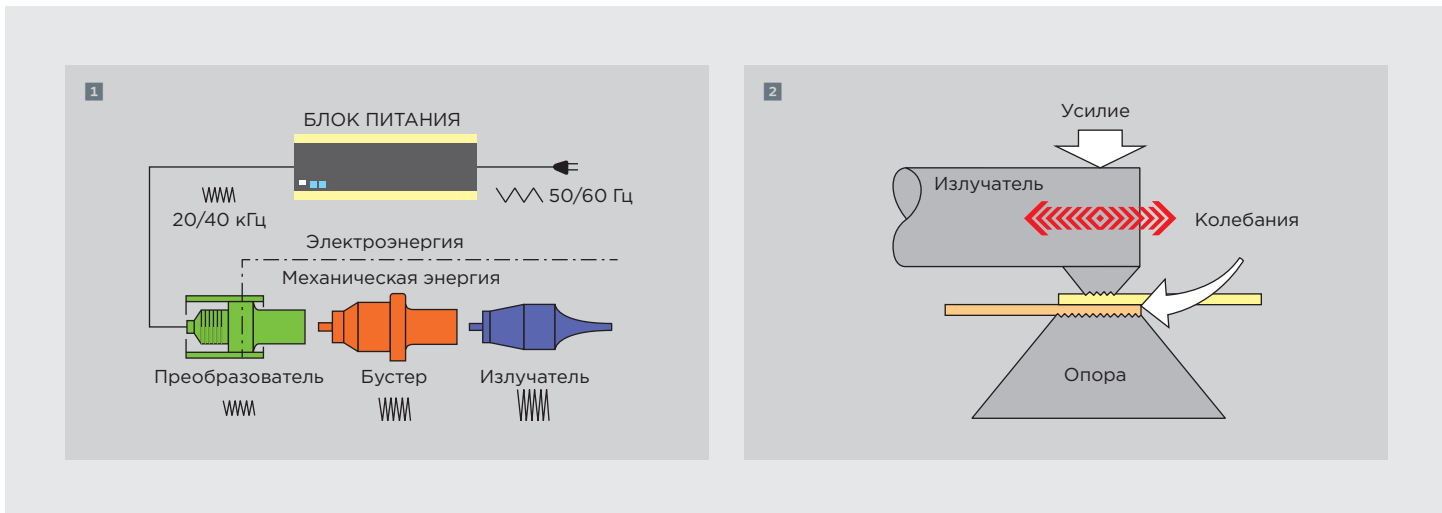 1
БЛОК ПИТАНИЯ
20/40 кГц
50/60 Гц
Электроэнергия
Механическая энергия
Преобразователь
Бустер
Излучатель
2
Усилие
Излучатель
Колебания
Опора